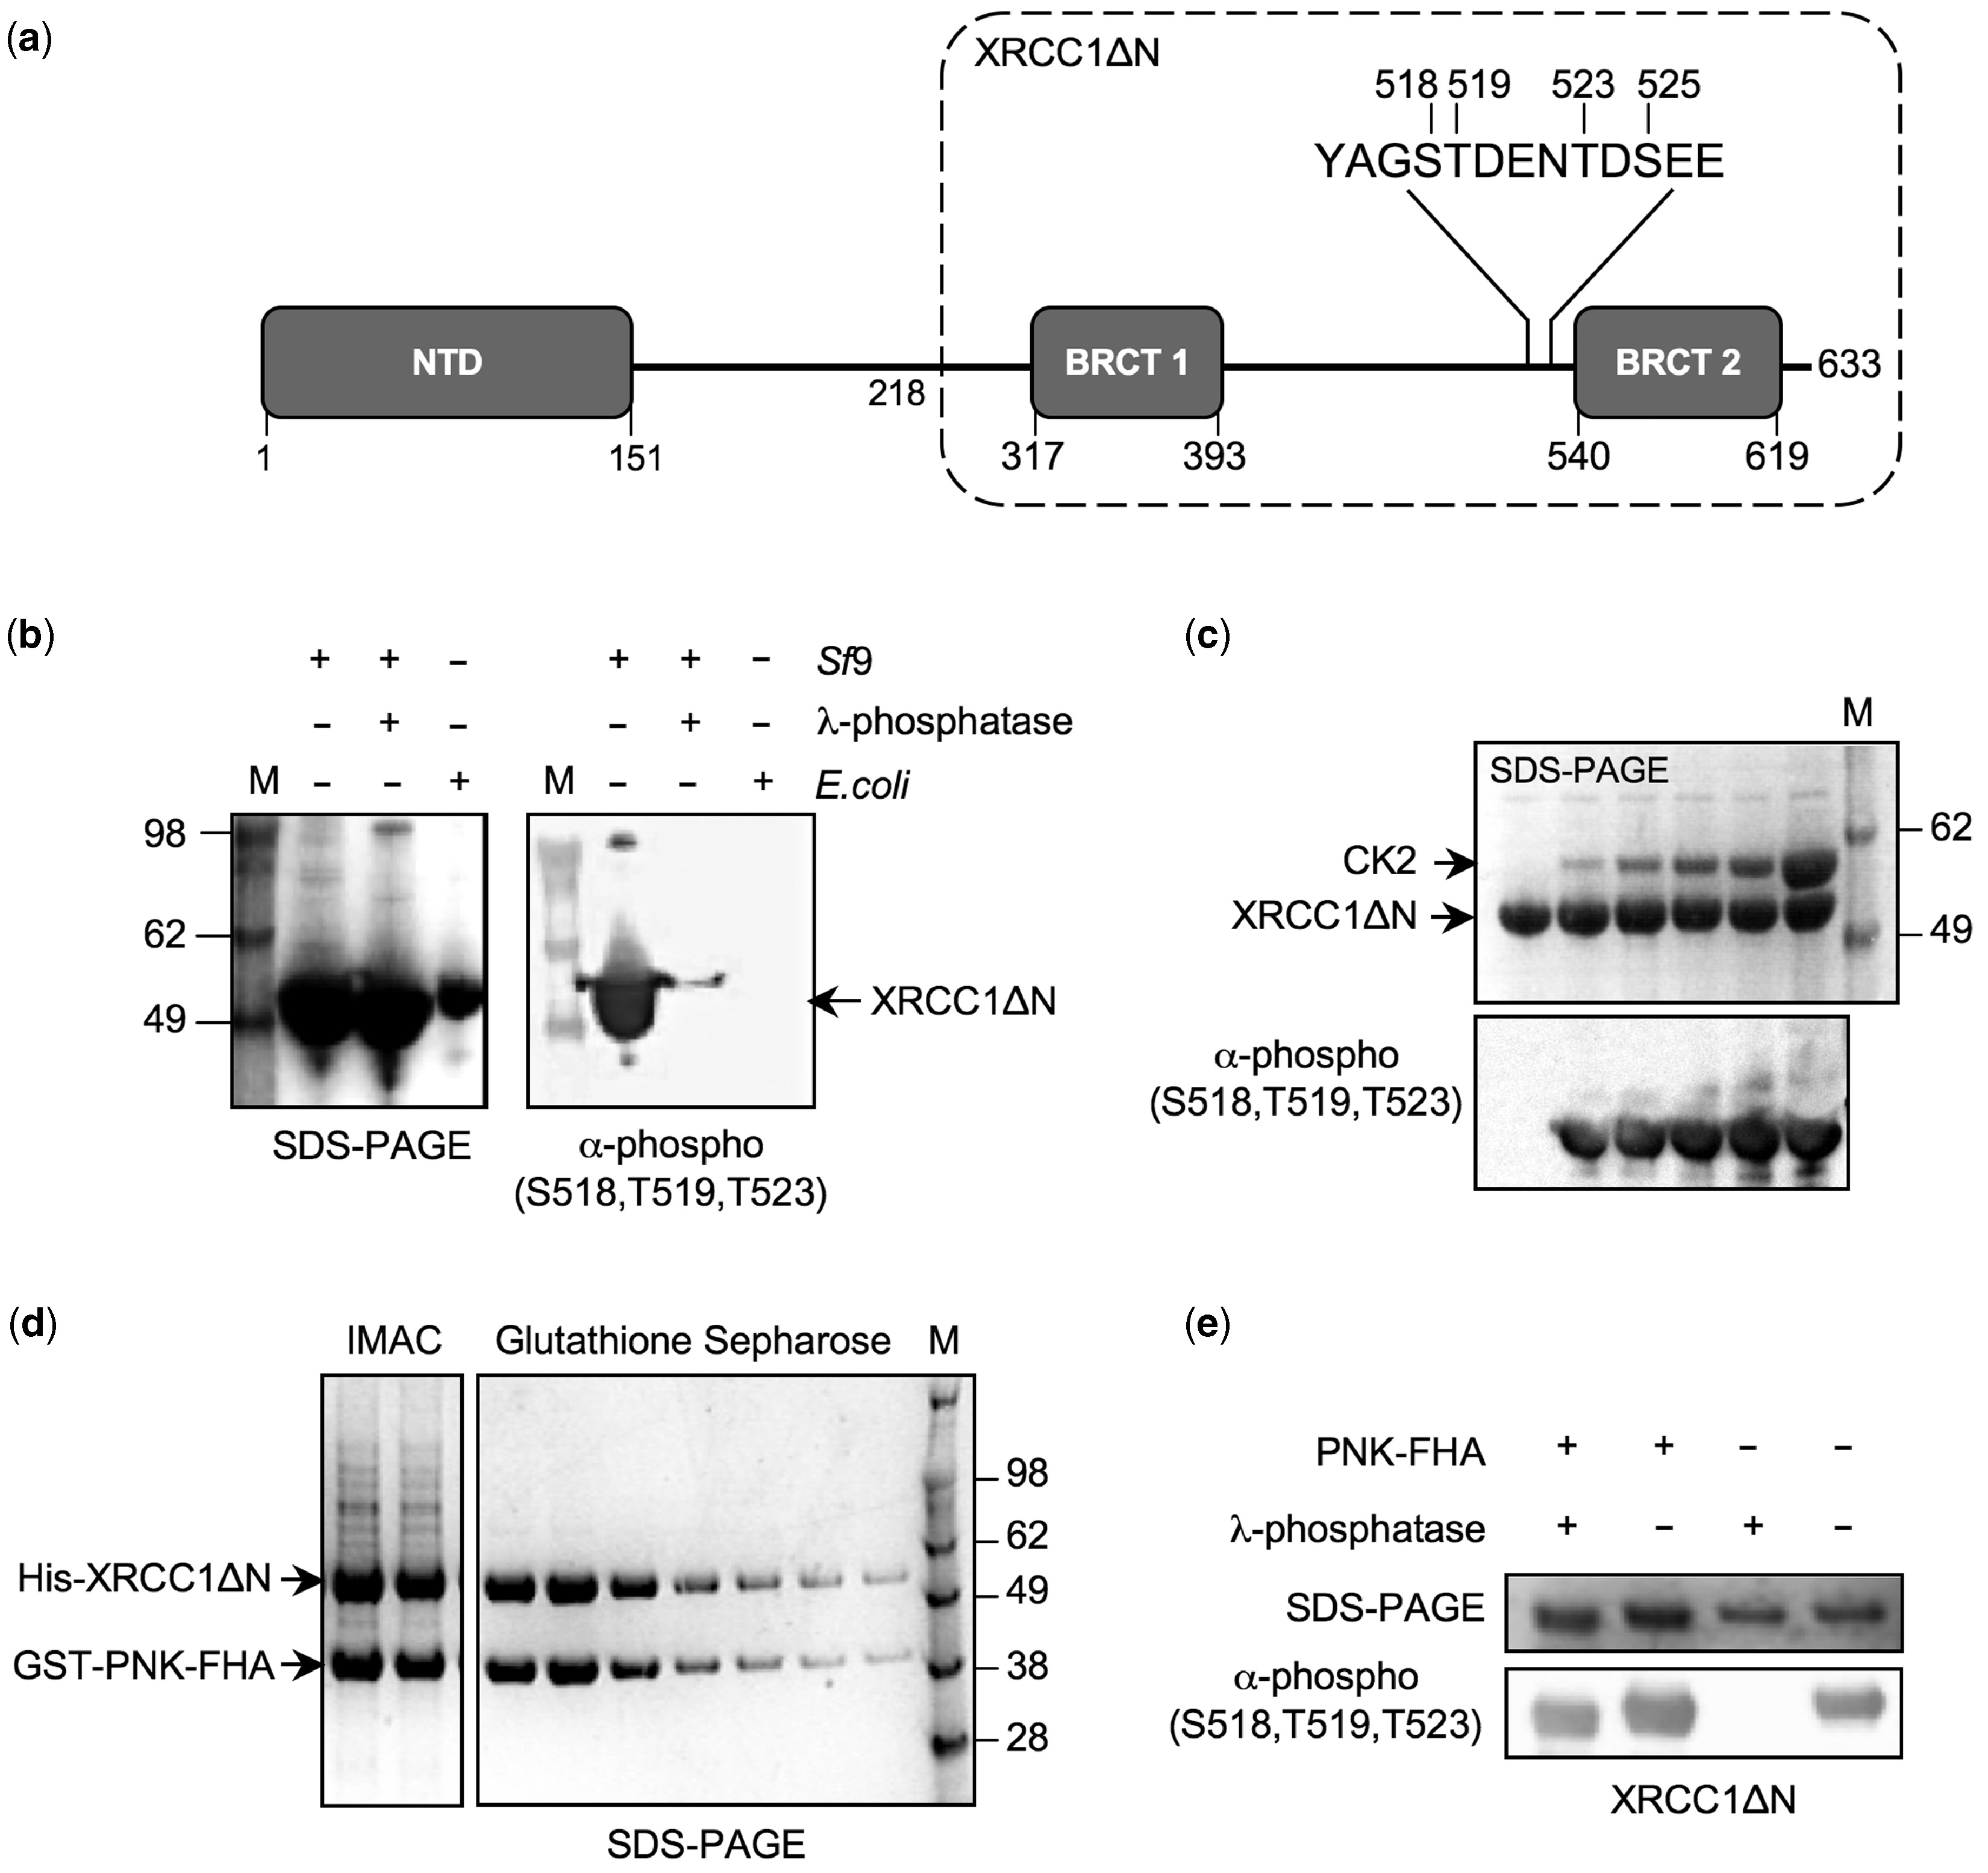 (a)
XRCC1ΔN
518 519 523 525
YAGSTDENTDSEE
NTD
BRCT 1
BRCT 2
633
218
1
151
317
393
540
619
(b)
+ + – + + – Sf9
– + – – + – λ-phosphatase
M – – + M – – + E.coli
98
62
49
XRCC1ΔN
SDS-PAGE
α-phospho
(S518,T519,T523)
(c)
M
SDS-PAGE
62
CK2
XRCC1ΔN
49
α-phospho
(S518,T519,T523)
(d)
IMAC
Glutathione Sepharose
M
98
62
His-XRCC1ΔN
49
GST-PNK-FHA
38
28
SDS-PAGE
(e)
PNK-FHA + + – –
λ-phosphatase + – + –
SDS-PAGE
α-phospho
(S518,T519,T523)
XRCC1ΔN